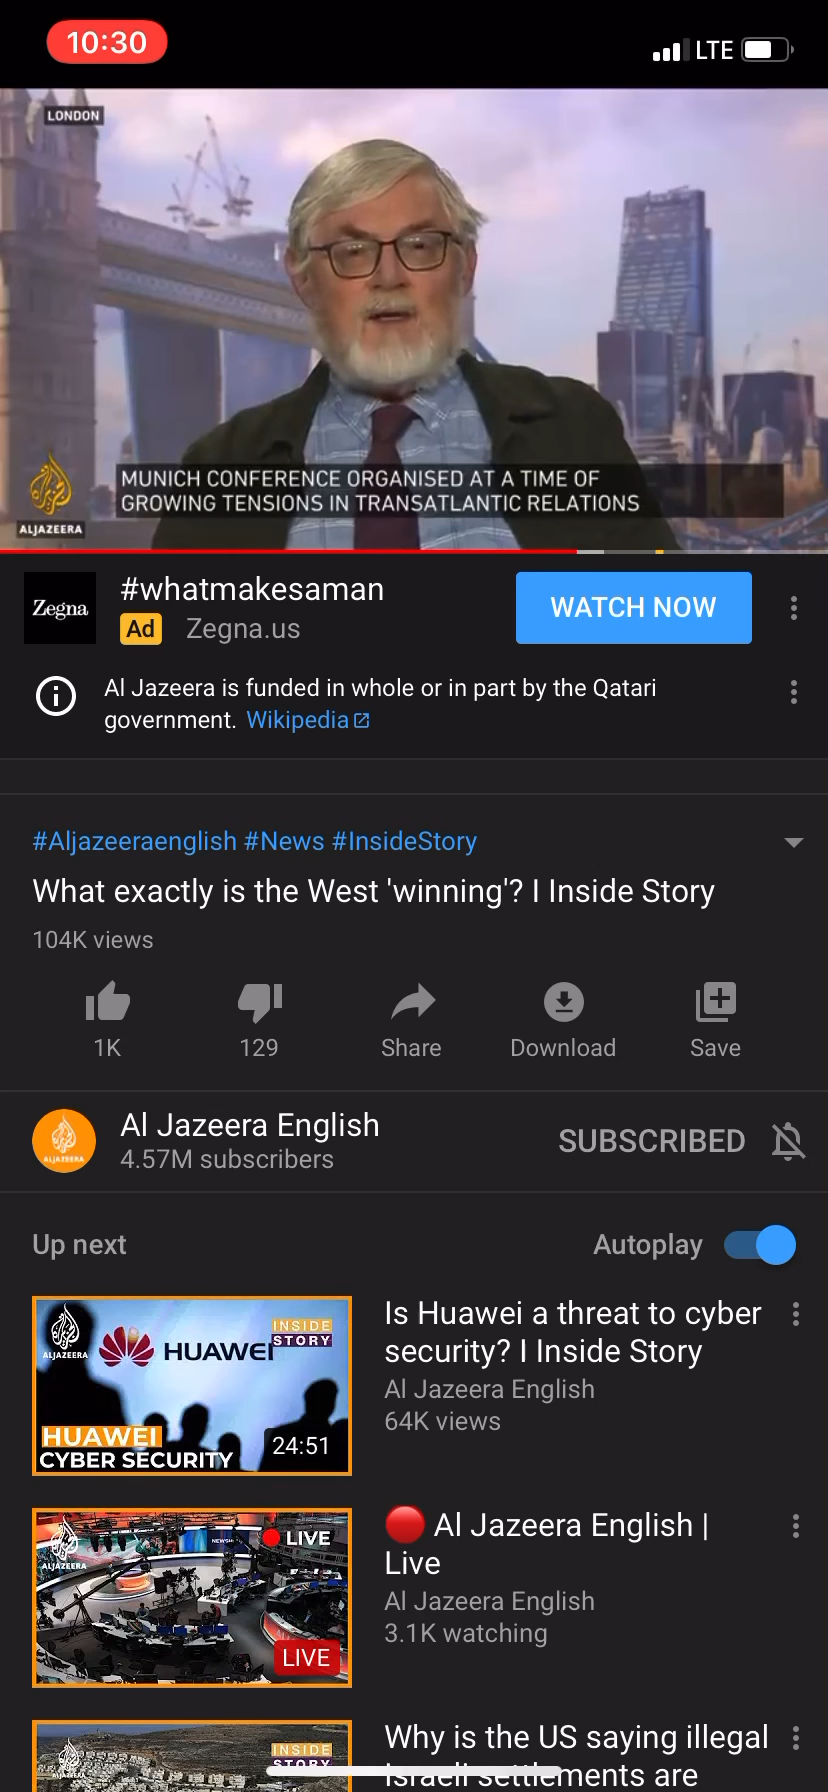 10:30
LTE
LONDON
MUNICH CONFERENCE ORGANISED AT A TIME OF
GROWING TENSIONS IN TRANSATLANTIC RELATIONS
ALJAZEERA
Zegna
#whatmakesaman
Ad Zegna.us
WATCH NOW
Al Jazeera is funded in whole or in part by the Qatari
government. Wikipedia
#Aljazeeraenglish #News #InsideStory
What exactly is the West 'winning'? I Inside Story
104K views
1K
129
Share
Download
Save
Al Jazeera English
4.57M subscribers
SUBSCRIBED
Up next
Autoplay
ALJAZEERA
HUAWEI
INSIDE
STORY
HUAWEI
CYBER SECURITY
24:51
Is Huawei a threat to cyber
security? I Inside Story
Al Jazeera English
64K views
ALJAZEERA
LIVE
LIVE
Al Jazeera English |
Live
Al Jazeera English
3.1K watching
ALJAZEERA
INSIDE
STORY
Why is the US saying illegal
Israeli settlements are